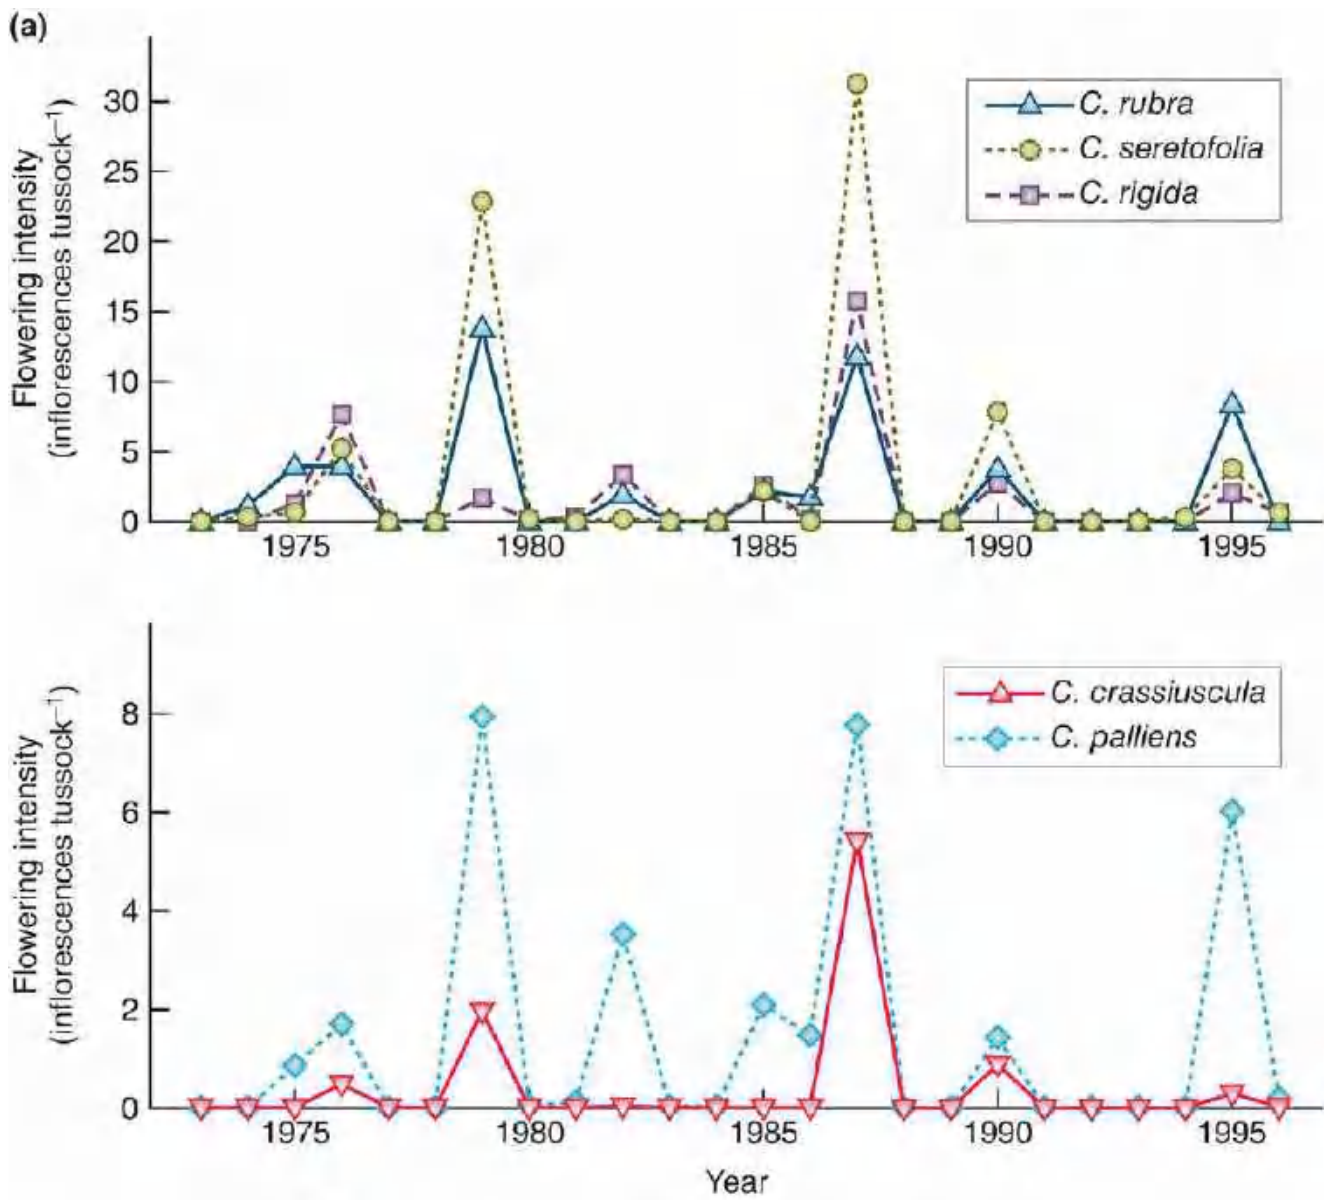 (a)
Flowering intensity
(inflorescences tussock⁻¹)
30
25
20
15
10
5
0
C. rubra
C. seretofolia
C. rigida
1975 1980 1985 1990 1995
Flowering intensity
(inflorescences tussock⁻¹)
8
6
4
2
0
C. crassiuscula
C. palliens
1975 1980 1985 1990 1995
Year